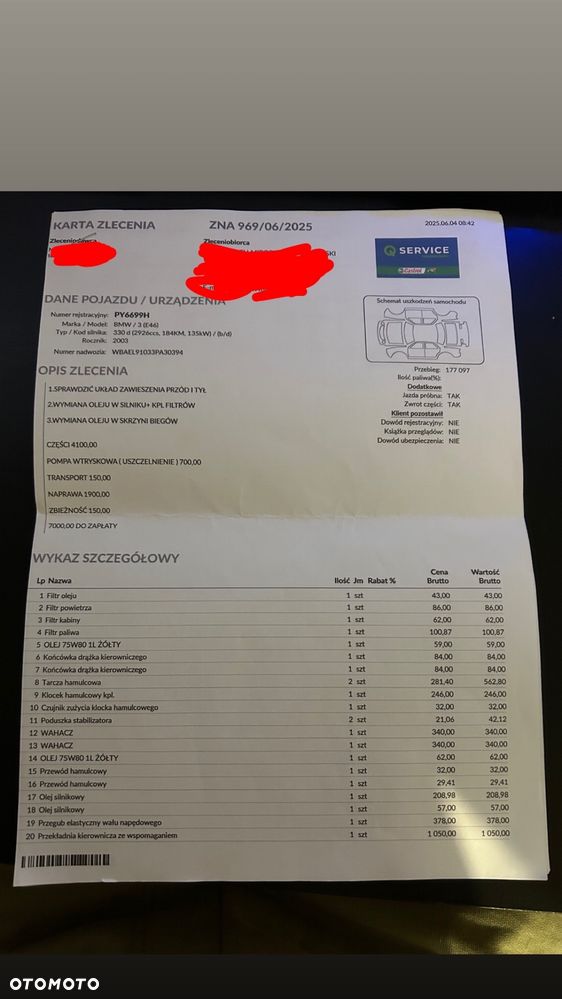 KARTA ZLECENIA
ZNA 969/06/2025
2025.06.04 08:42
Zleceniodawca
Zleceniobiorca
SKI
SERVICE
Castrol
DANE POJAZDU / URZĄDZENIA
Numer rejstracyjny: PY6699H
Marka / Model: BMW / 3 (E46)
Typ / Kod silnika: 330 d (2926ccs, 184KM, 135kW) / (b/d)
Rocznik: 2003
Numer nadwozia: WBAEL91033PA30394
Schemat uszkodzeń samochodu
Przebieg: 177 097
Ilość paliwa(%):
Dodatkowe
Jazda próbna: TAK
Zwrot części: TAK
Klient pozostawił
Dowód rejestracyjny: NIE
Książka przeglądów: NIE
Dowód ubezpieczenia: NIE
OPIS ZLECENIA
1.SPRAWDZIĆ UKŁAD ZAWIESZENIA PRZÓD I TYŁ
2.WYMIANA OLEJU W SILNIKU+ KPL FILTRÓW
3.WYMIANA OLEJU W SKRZYNI BIEGÓW
CZĘŚCI 4100,00
POMPA WTRYSKOWA ( USZCZELNIENIE ) 700,00
TRANSPORT 150,00
NAPRAWA 1900,00
ZBIEŻNOŚĆ 150,00
7000,00 DO ZAPŁATY
WYKAZ SZCZEGÓŁOWY
Lp Nazwa Ilość Jm Rabat % Cena Brutto Wartość Brutto
1 Filtr oleju 1 szt 43,00 43,00
2 Filtr powietrza 1 szt 86,00 86,00
3 Filtr kabiny 1 szt 62,00 62,00
4 Filtr paliwa 1 szt 100,87 100,87
5 OLEJ 75W80 1L ŻÓŁTY 1 szt 59,00 59,00
6 Końcówka drążka kierowniczego 1 szt 84,00 84,00
7 Końcówka drążka kierowniczego 1 szt 84,00 84,00
8 Tarcza hamulcowa 2 szt 281,40 562,80
9 Klocek hamulcowy kpl. 1 szt 246,00 246,00
10 Czujnik zużycia klocka hamulcowego 1 szt 32,00 32,00
11 Poduszka stabilizatora 2 szt 21,06 42,12
12 WAHACZ 1 szt 340,00 340,00
13 WAHACZ 1 szt 340,00 340,00
14 OLEJ 75W80 1L ŻÓŁTY 1 szt 62,00 62,00
15 Przewód hamulcowy 1 szt 32,00 32,00
16 Przewód hamulcowy 1 szt 29,41 29,41
17 Olej silnikowy 1 szt 208,98 208,98
18 Olej silnikowy 1 szt 57,00 57,00
19 Przegub elastyczny wału napędowego 1 szt 378,00 378,00
20 Przekładnia kierownicza ze wspomaganiem 1 szt 1 050,00 1 050,00
OTOMOTO